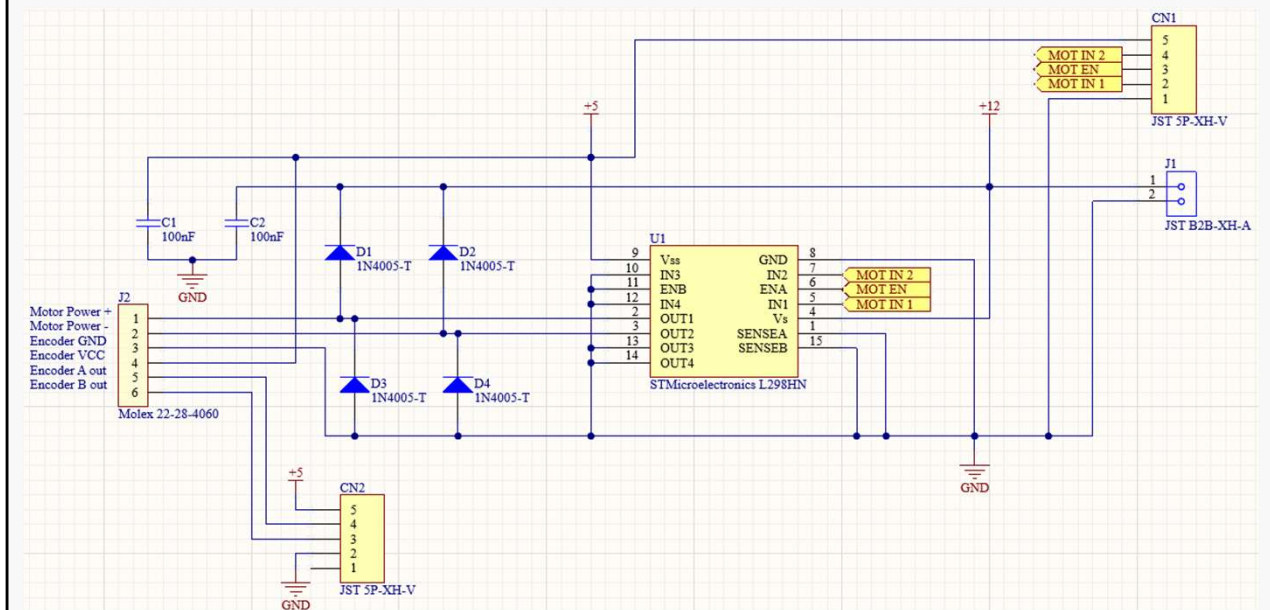 CN1
5
MOT IN 2 4
MOT EN 3
MOT IN 1 2
1
JST 5P-XH-V
+5
+12
J1
1
2
JST B2B-XH-A
C1
100nF
C2
100nF
GND
D1
1N4005-T
D2
1N4005-T
U1
9 Vss GND 8
10 IN3 IN2 7 MOT IN 2
11 ENB ENA 6 MOT EN
12 IN4 IN1 5 MOT IN 1
2 OUT1 Vs 4
3 OUT2 SENSEA 1
13 OUT3 SENSEB 15
14 OUT4
STMicroelectronics L298HN
J2
Motor Power + 1
Motor Power - 2
Encoder GND 3
Encoder VCC 4
Encoder A out 5
Encoder B out 6
Molex 22-28-4060
D3
1N4005-T
D4
1N4005-T
GND
+5
CN2
5
4
3
2
1
JST 5P-XH-V
GND